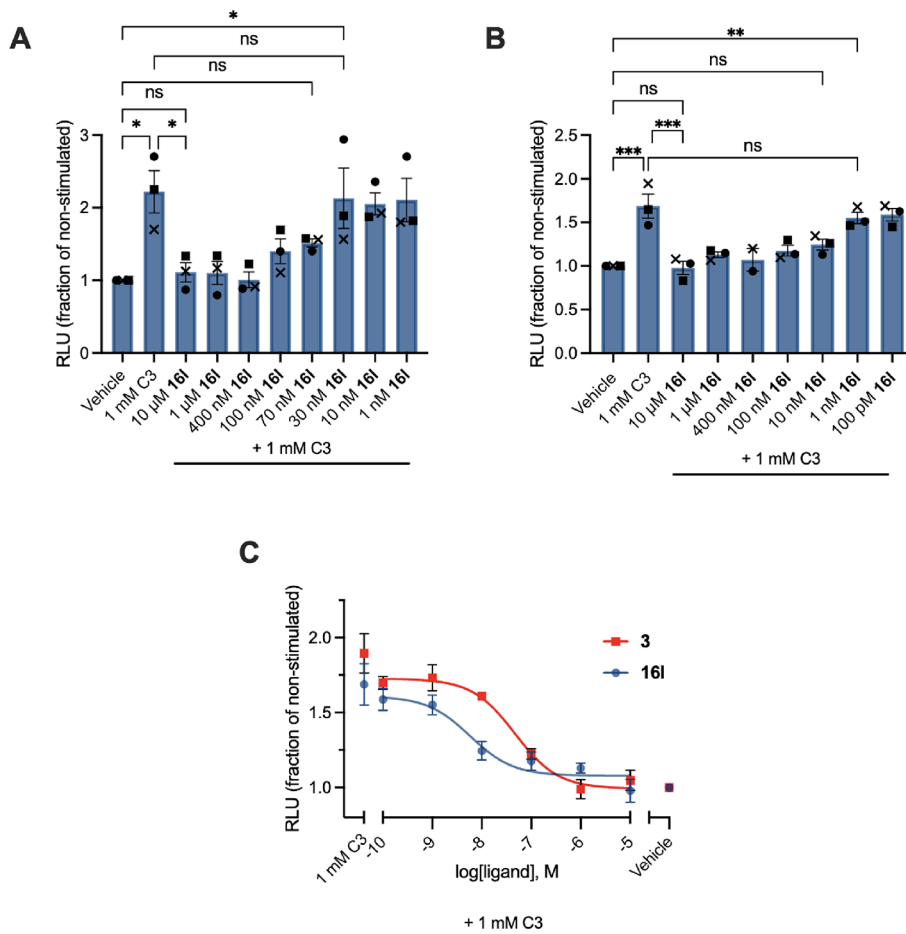 A
*
ns
ns
ns
*
*
RLU (fraction of non-stimulated)
3
2
1
0
Vehicle
1 mM C3
10 µM 16l
1 µM 16l
400 nM 16l
100 nM 16l
70 nM 16l
30 nM 16l
10 nM 16l
1 nM 16l
+ 1 mM C3
B
**
ns
ns
***
***
ns
RLU (fraction of non-stimulated)
2.5
2.0
1.5
1.0
0.5
0.0
Vehicle
1 mM C3
10 µM 16l
1 µM 16l
400 nM 16l
100 nM 16l
10 nM 16l
1 nM 16l
100 pM 16l
+ 1 mM C3
C
RLU (fraction of non-stimulated)
2.0
1.5
1.0
3
16l
1 mM C3
-10
-9
-8
-7
-6
-5
Vehicle
log[ligand], M
+ 1 mM C3